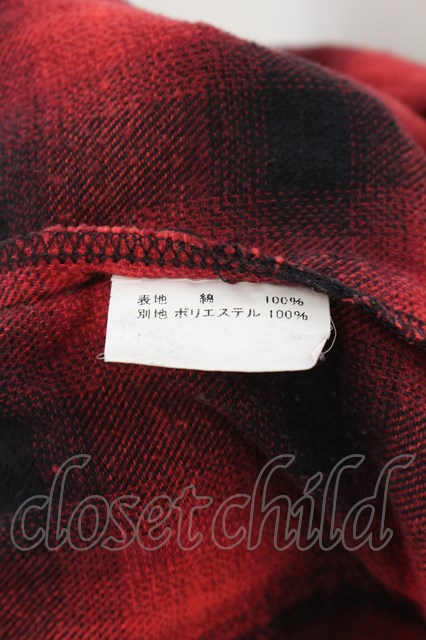 表地 綿 100%
別地 ポリエステル 100%
closetchild